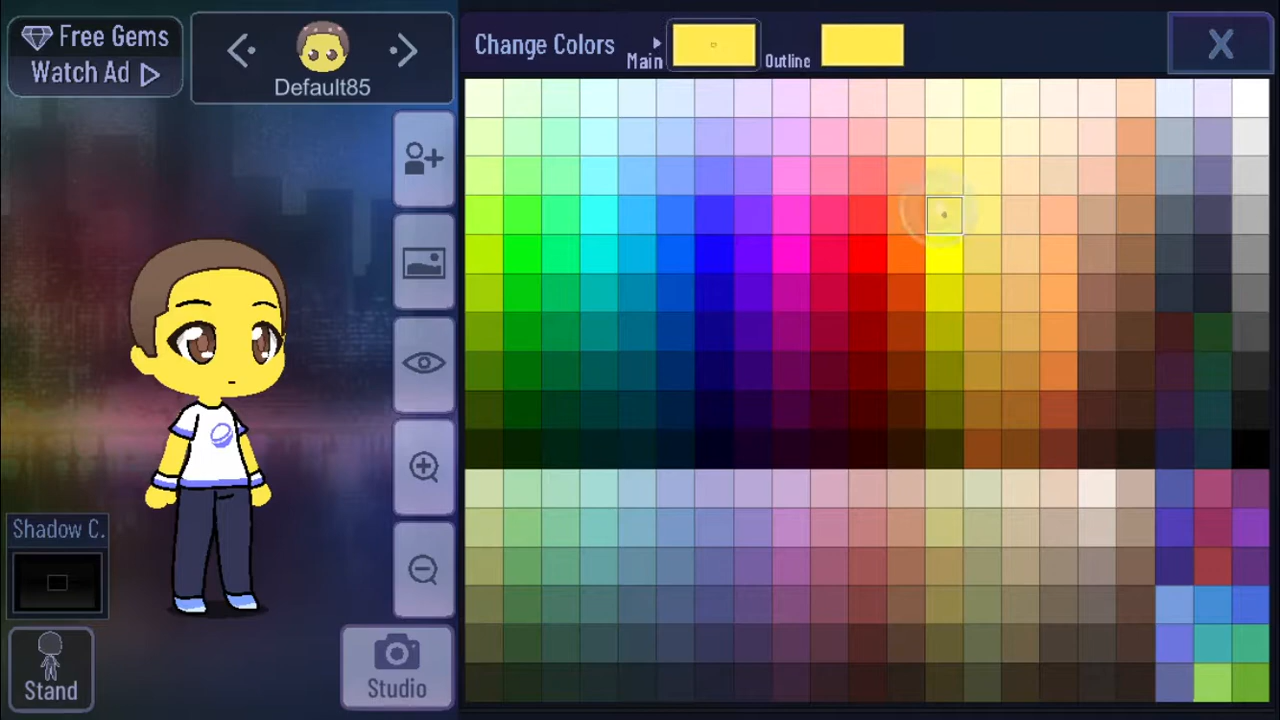 Free Gems
Watch Ad
Default85
Change Colors
Main
Outline
X
Shadow C.
Stand
Studio